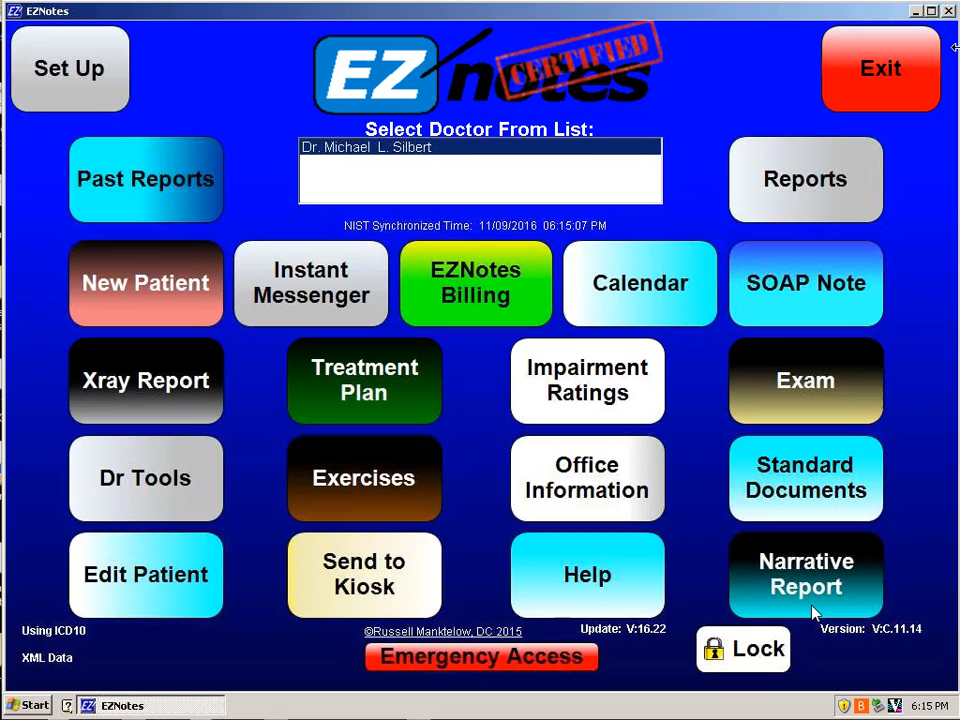 EZNotes
Set Up
EZnotes
CERTIFIED
Exit
Select Doctor From List:
Dr. Michael L. Silbert
Past Reports
Reports
NIST Synchronized Time: 11/09/2016 06:15:07 PM
New Patient
Instant
Messenger
EZNotes
Billing
Calendar
SOAP Note
Xray Report
Treatment
Plan
Impairment
Ratings
Exam
Dr Tools
Exercises
Office
Information
Standard
Documents
Edit Patient
Send to
Kiosk
Help
Narrative
Report
Using ICD10
©Russell Manktelow, DC 2015
Update: V:16.22
Version: V:C.11.14
XML Data
Emergency Access
Lock
Start
EZ EZNotes
6:15 PM